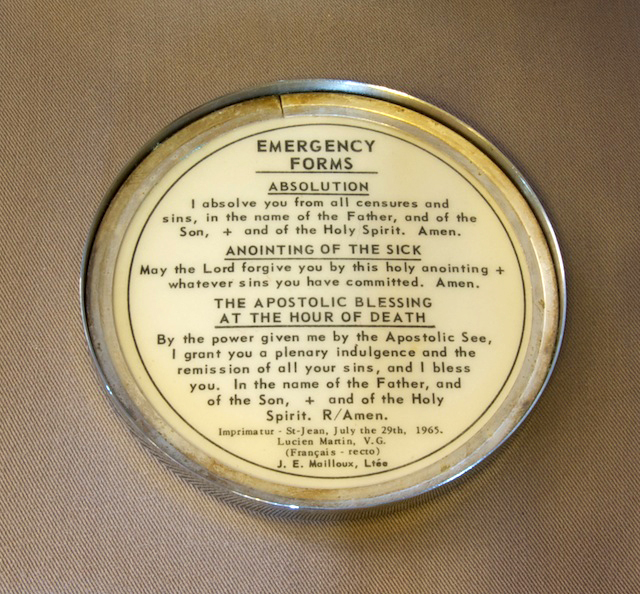 EMERGENCY
FORMS
ABSOLUTION
I absolve you from all censures and
sins, in the name of the Father, and of the
Son, + and of the Holy Spirit. Amen.
ANOINTING OF THE SICK
May the Lord forgive you by this holy anointing +
whatever sins you have committed. Amen.
THE APOSTOLIC BLESSING
AT THE HOUR OF DEATH
By the power given me by the Apostolic See,
I grant you a plenary indulgence and the
remission of all your sins, and I bless
you. In the name of the Father, and
of the Son, + and of the Holy
Spirit. R/Amen.
Imprimatur - St-Jean, July the 29th, 1965.
Lucien Martin, V.G.
(Français - recto)
J. E. Mailloux, Ltée